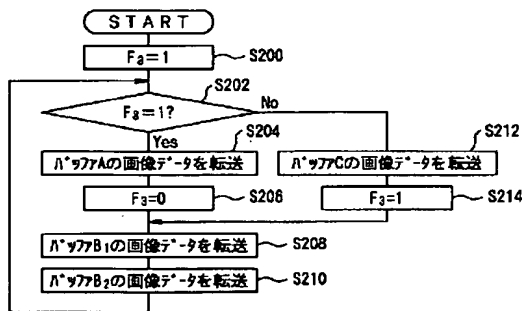 START
F3=1
S200
S202
F3=1?
No
Yes
S204
S212
バッファAの画像データを転送
バッファCの画像データを転送
F3=0
S206
F3=1
S214
バッファB1の画像データを転送
S208
バッファB2の画像データを転送
S210